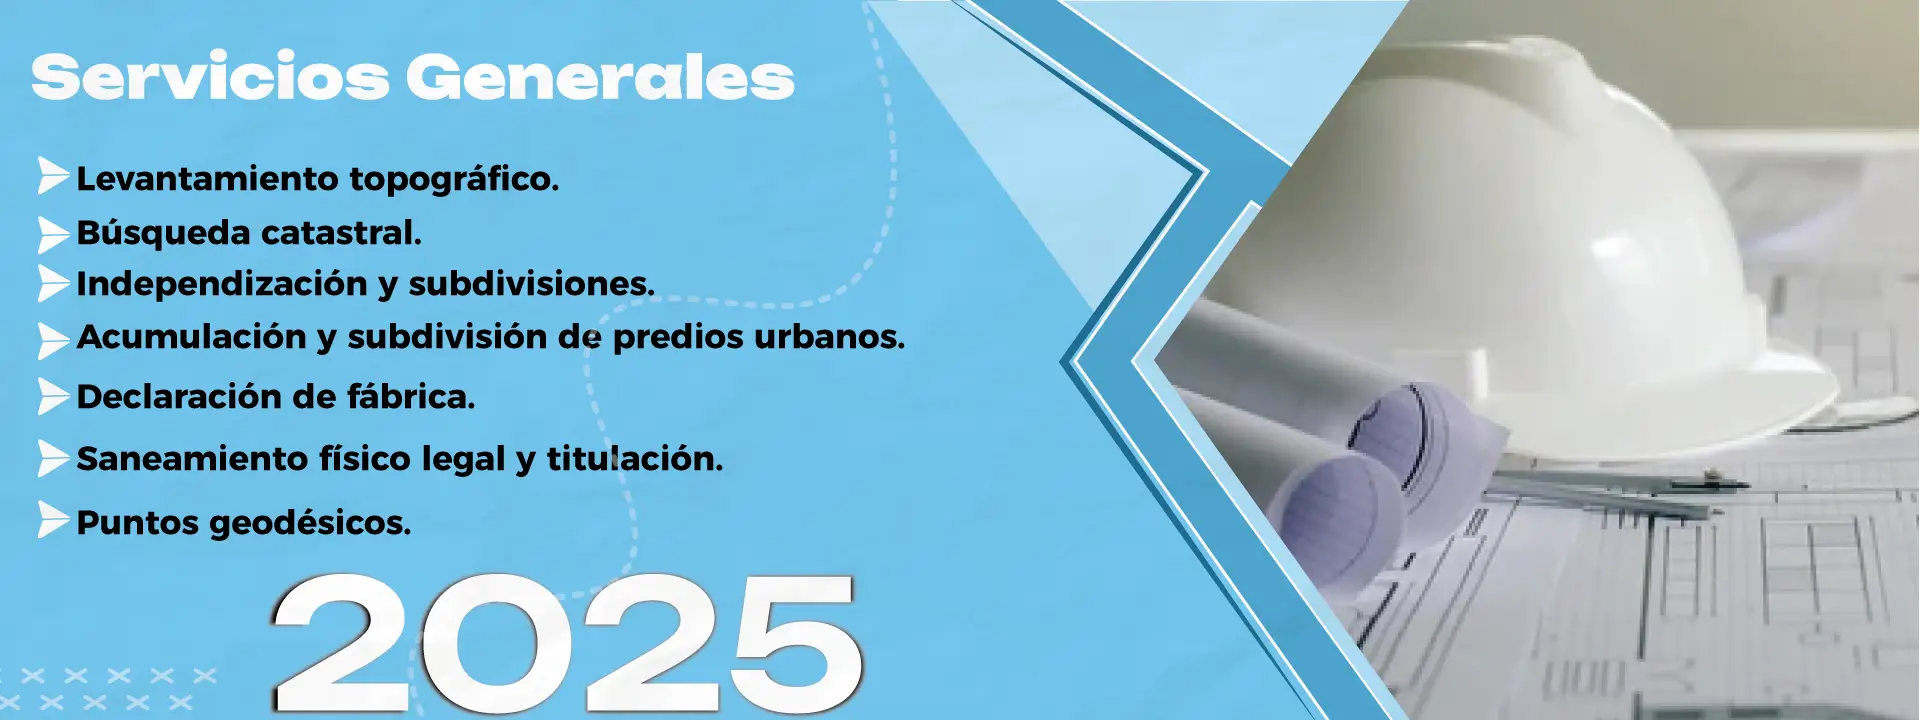 Servicios Generales
Levantamiento topográfico.
Búsqueda catastral.
Independización y subdivisiones.
Acumulación y subdivisión de predios urbanos.
Declaración de fábrica.
Saneamiento físico legal y titulación.
Puntos geodésicos.
2025